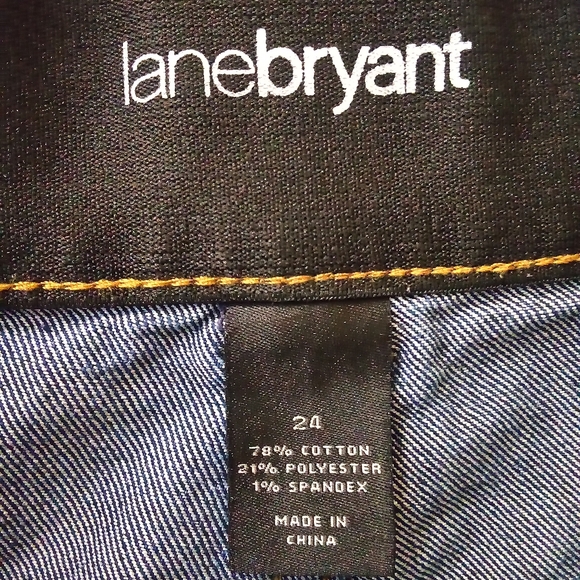 lanebryant
24
78% COTTON
21% POLYESTER
1% SPANDEX
MADE IN
CHINA